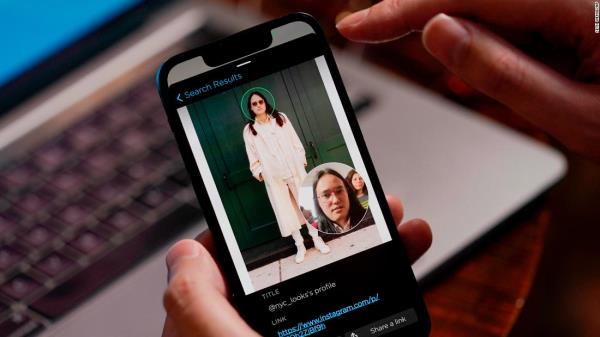 Search Results
TITLE
@nyc_looks's profile
LINK
https://www.instagram.com/p/
Share a link